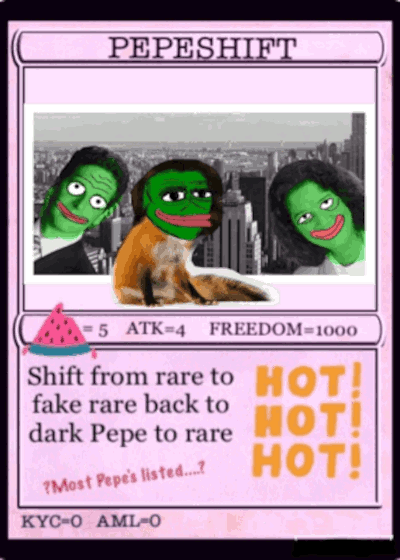 PEPESHIFT
= 5 ATK=4 FREEDOM=1000
Shift from rare to
fake rare back to
dark Pepe to rare
HOT!
HOT!
HOT!
?Most Pepe's listed....?
KYC=0 AML=0